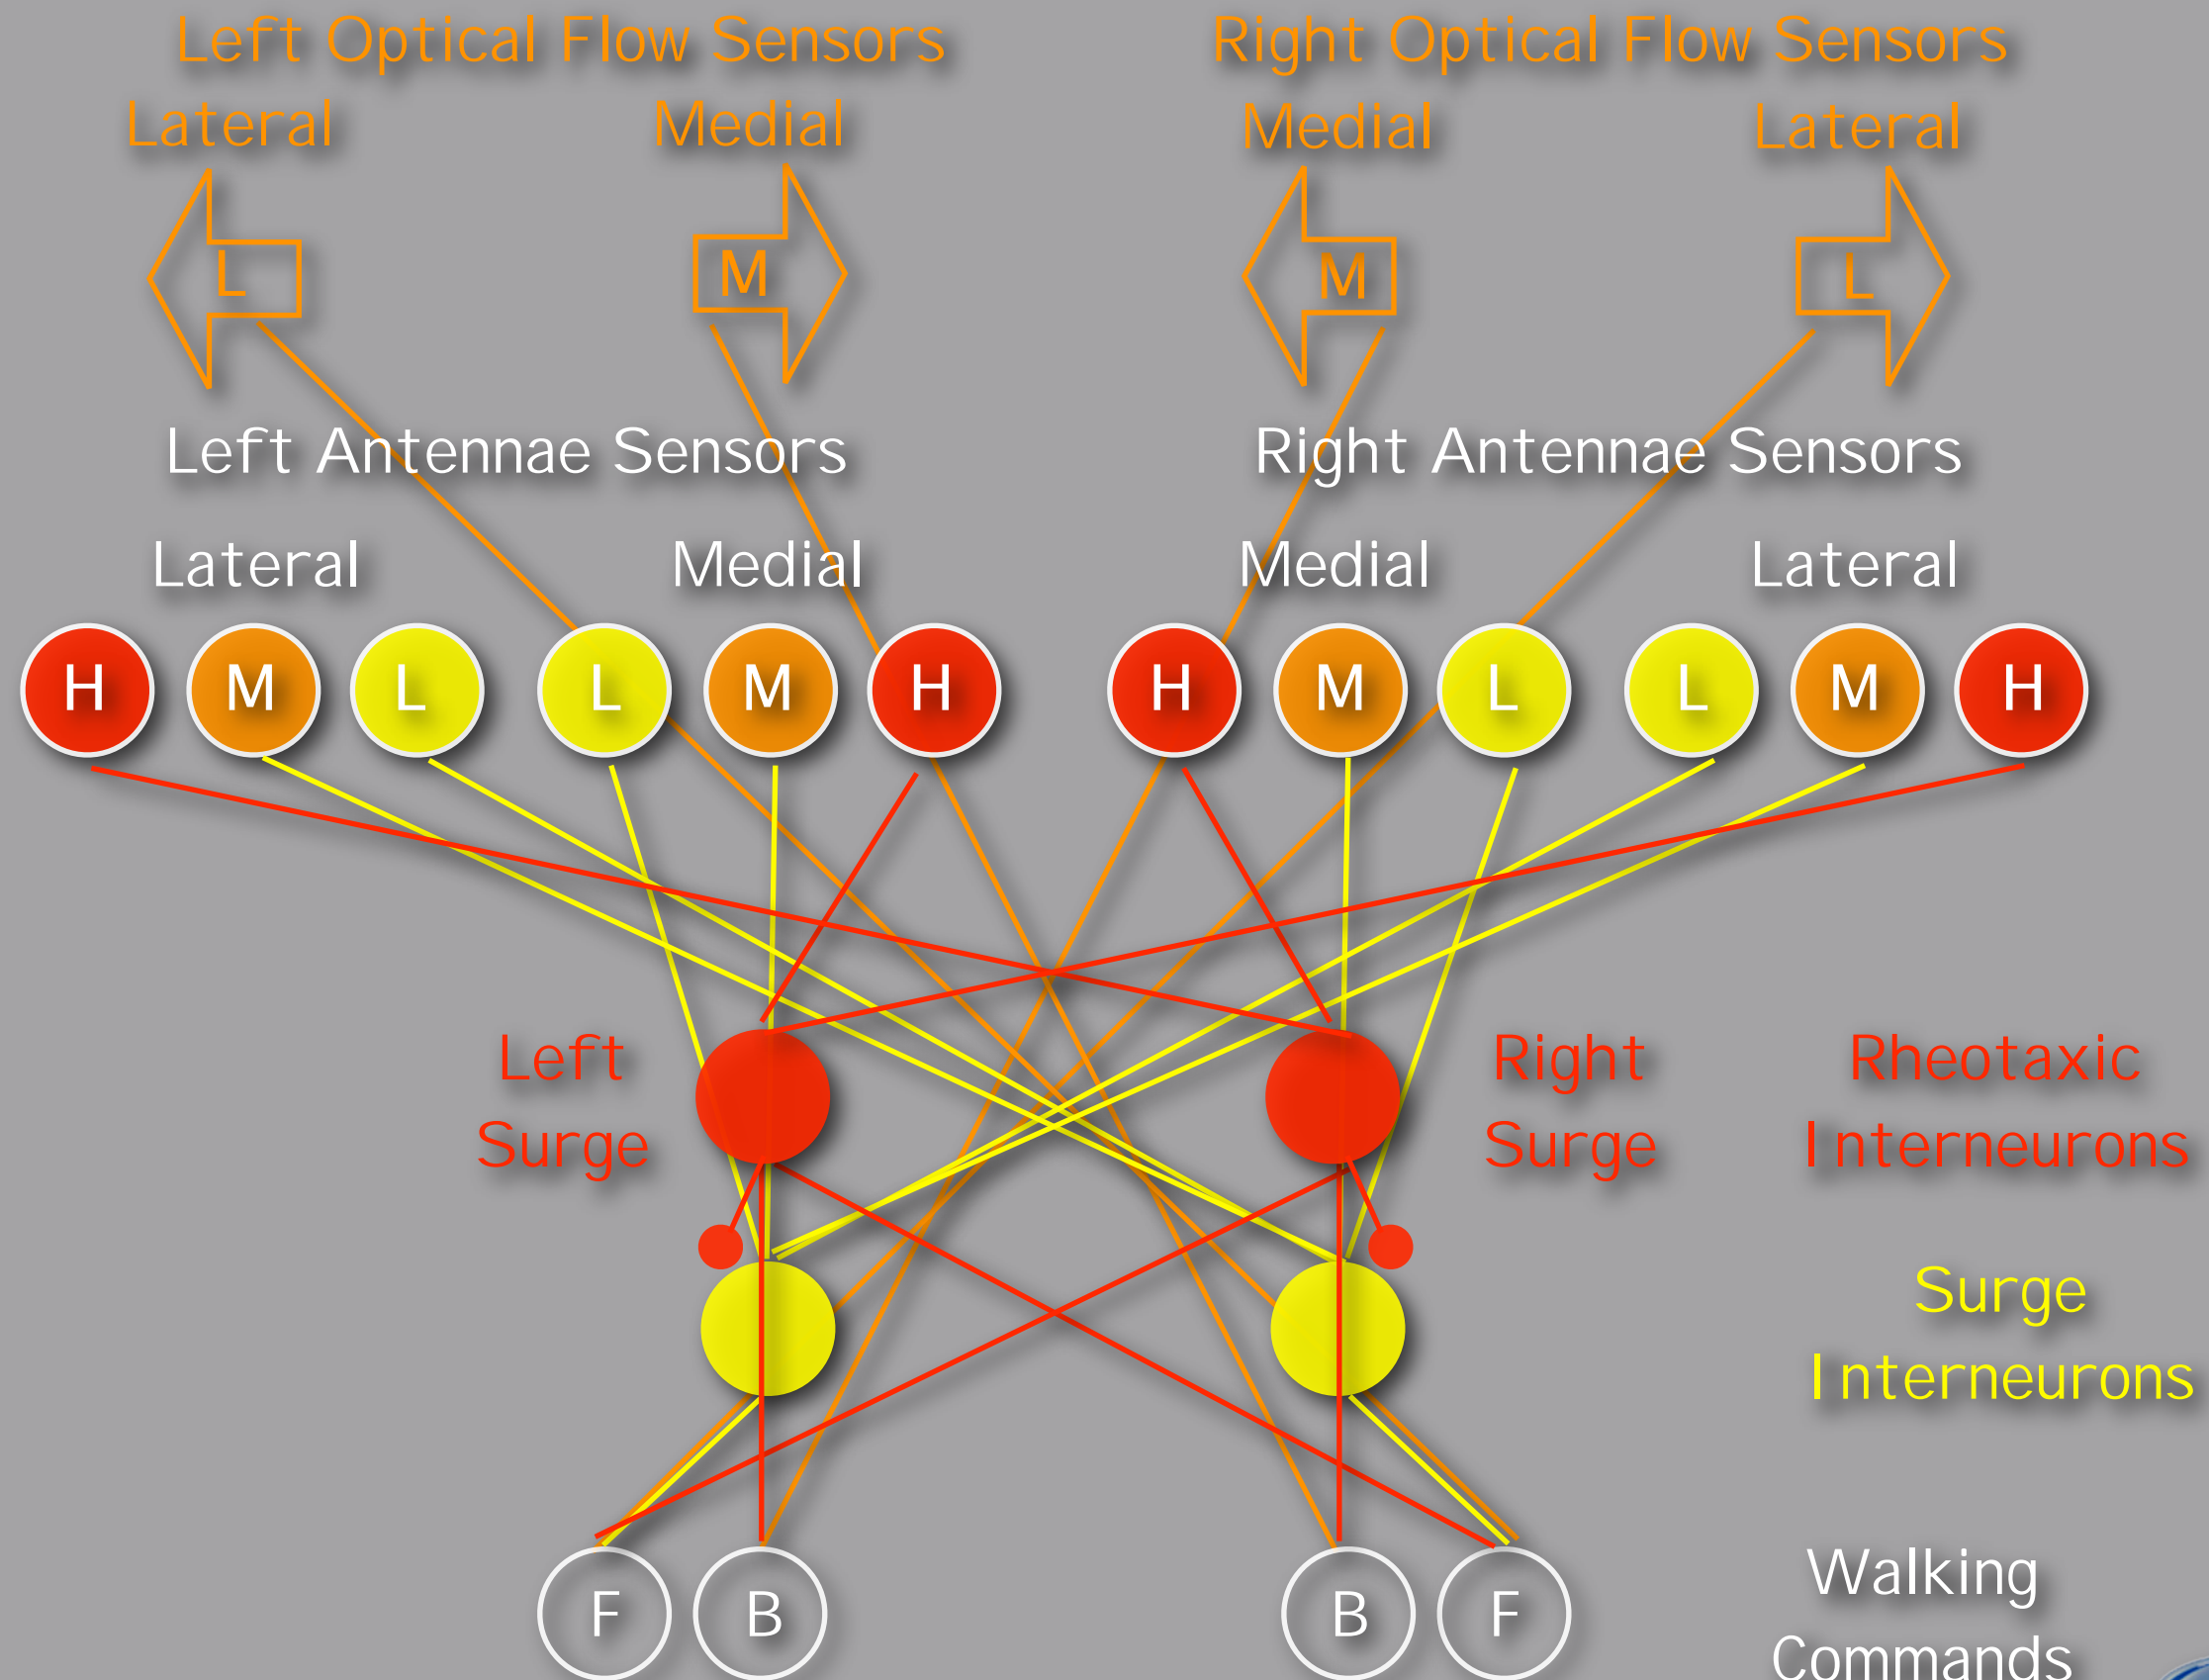 Left Optical Flow Sensors Right Optical Flow Sensors
Lateral Medial Medial Lateral
L M M L
Left Antennae Sensors Right Antennae Sensors
Lateral Medial Medial Lateral
H M L L M H H M L L M H
Left Surge
Right Surge
Rheotaxic
Interneurons
Surge
Interneurons
F B B F
Walking
Commands